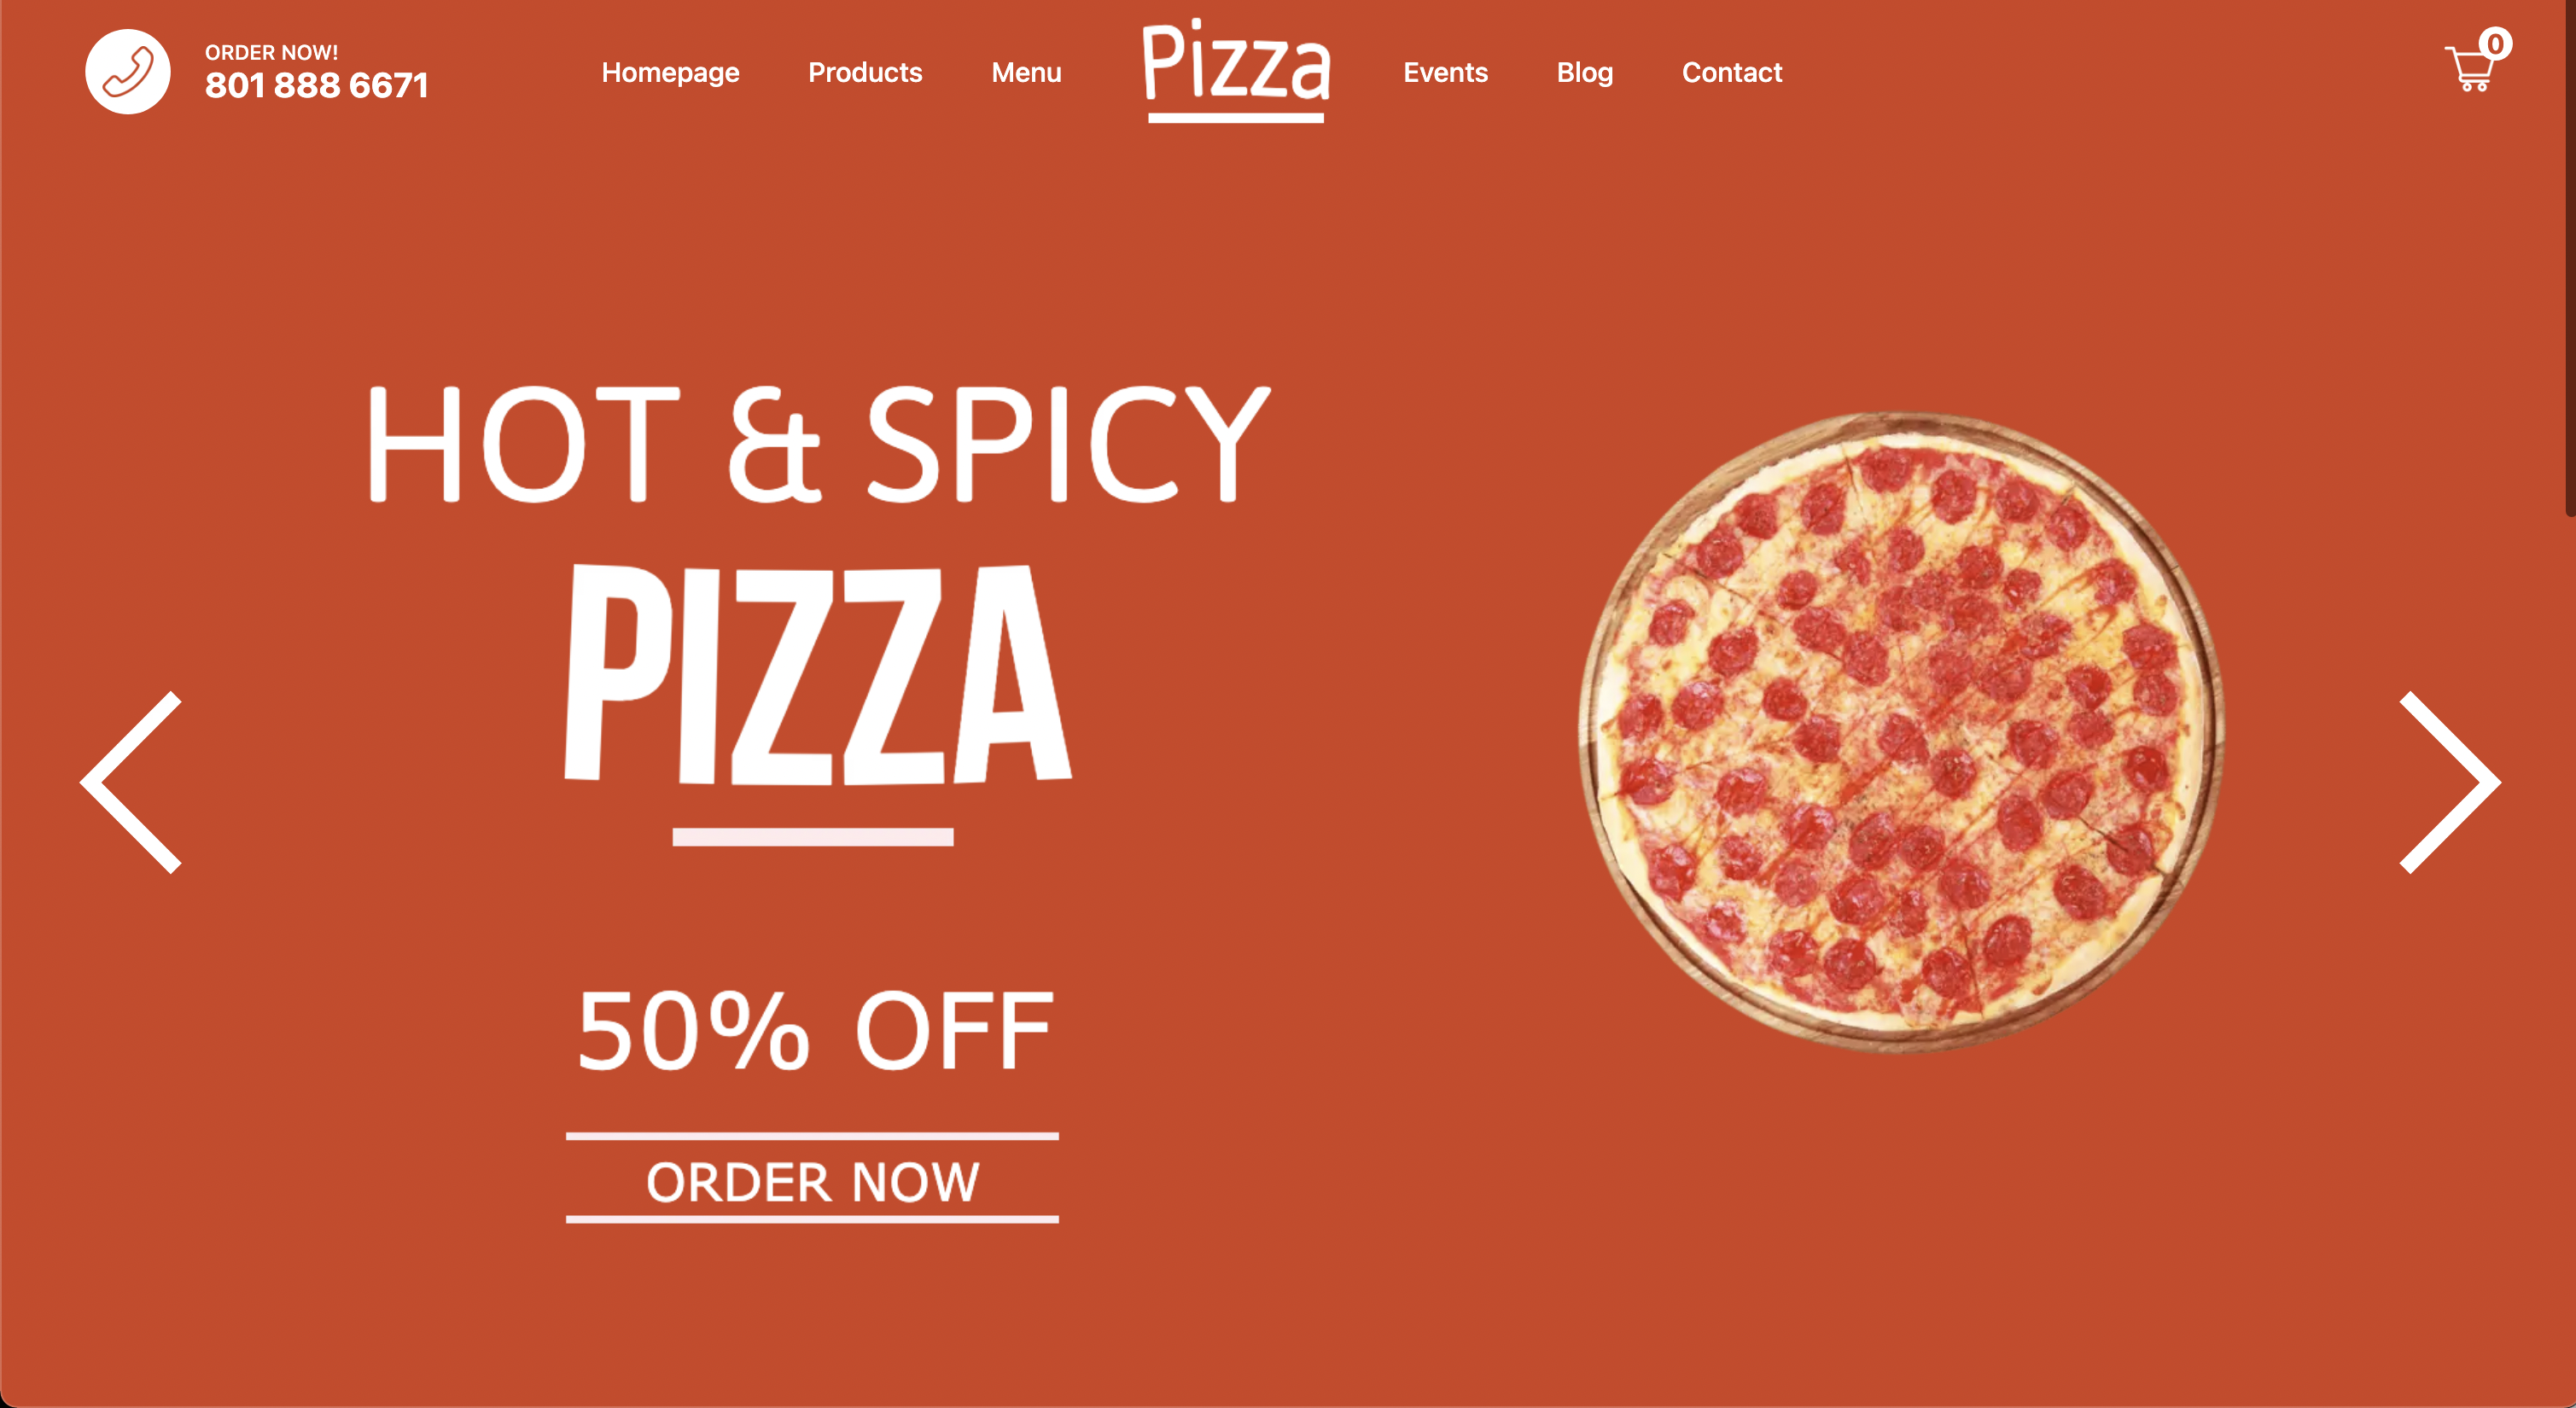 ORDER NOW!
801 888 6671
Homepage
Products
Menu
Pizza
Events
Blog
Contact
0
HOT & SPICY
PIZZA
50% OFF
ORDER NOW